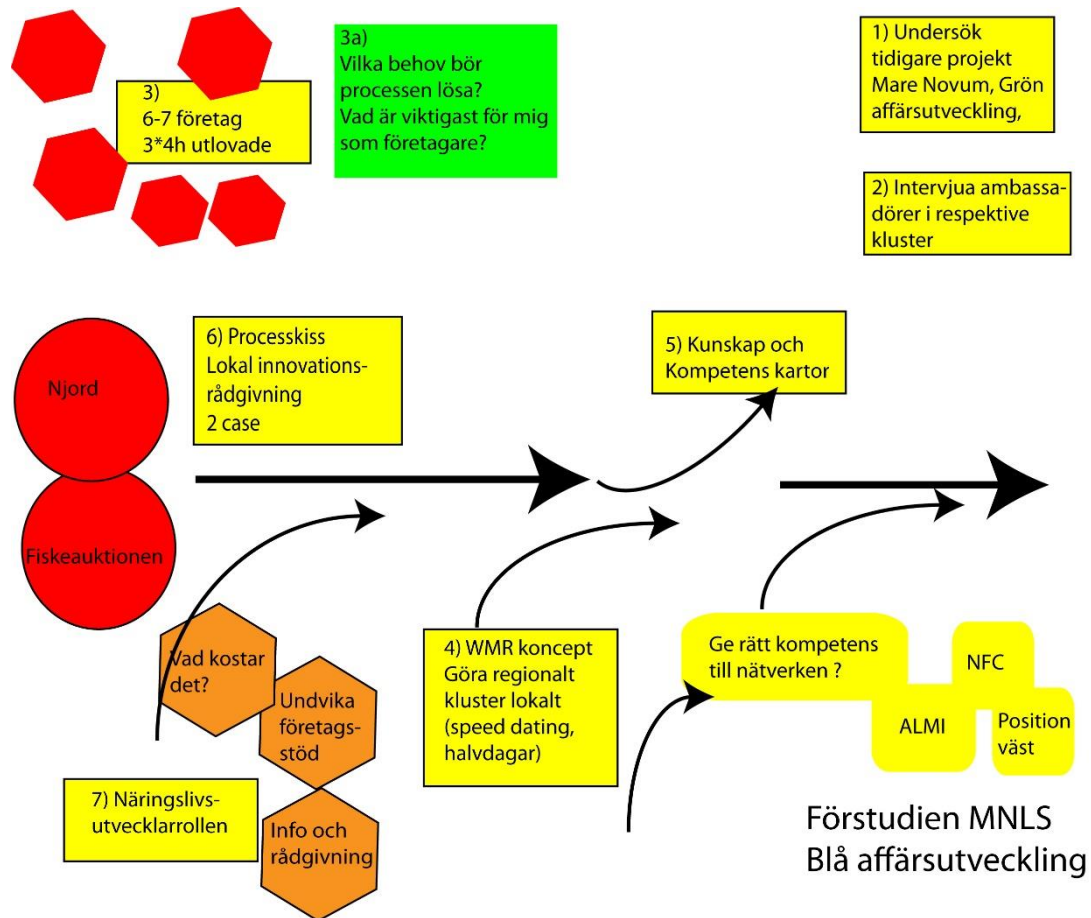 3)
6-7 företag
3*4h utlovade
3a)
Vilka behov bör
processen lösa?
Vad är viktigast för mig
som företagare?
1) Undersök
tidigare projekt
Mare Novum, Grön
affärsutveckling,
2) Intervjua ambassa-
dörer i respektive
kluster
Njord
Fiskeauktionen
6) Processkiss
Lokal innovations-
rådgivning
2 case
5) Kunskap och
Kompetens kartor
Vad kostar
det?
Undvika
företags-
stöd
Info och
rådgivning
7) Näringslivs-
utvecklarrollen
4) WMR koncept
Göra regionalt
kluster lokalt
(speed dating,
halvdagar)
Ge rätt kompetens
till nätverken ?
NFC
ALMI
Position
väst
Förstudien MNLS
Blå affärsutveckling